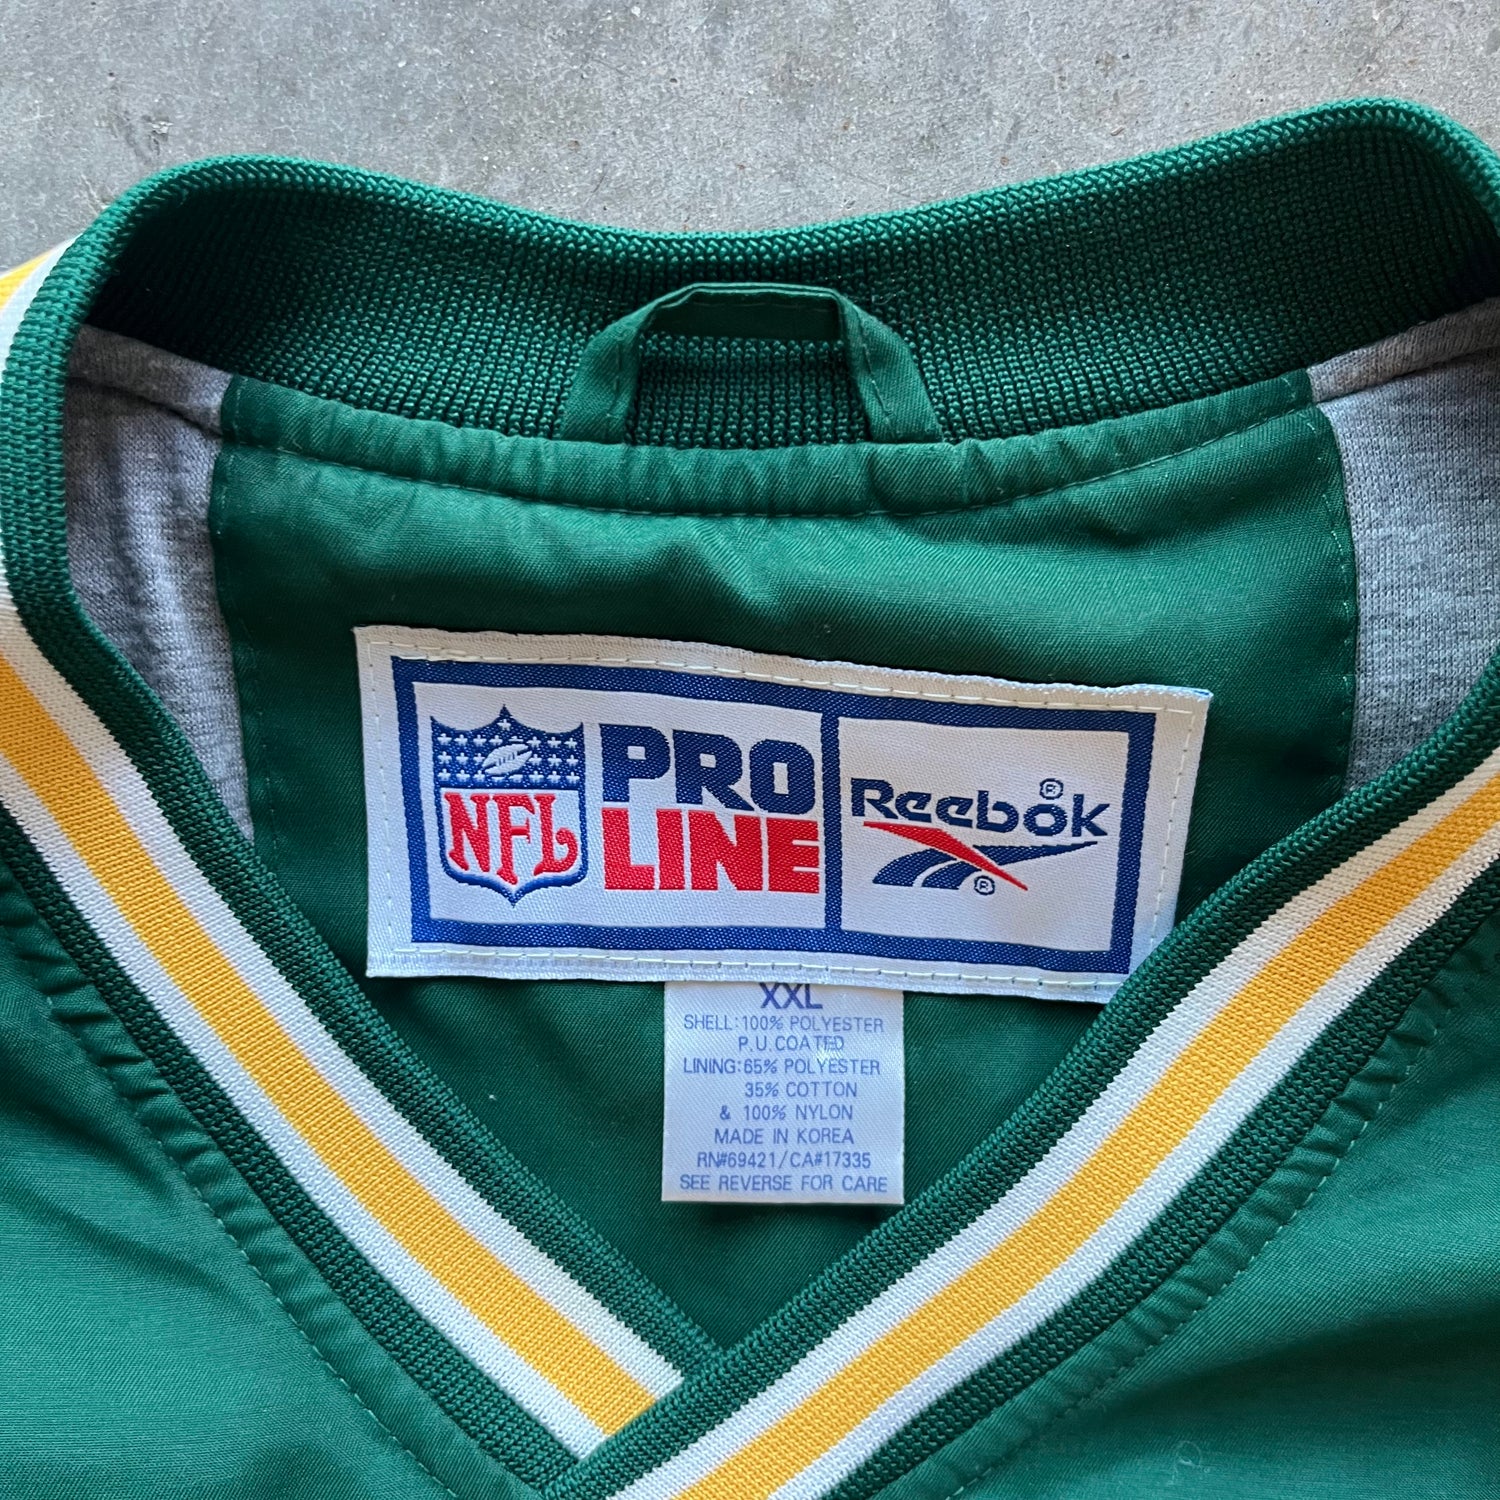 NFL
PRO
LINE
Reebok ®
®
XXL
SHELL:100% POLYESTER
P.U.COATED
LINING:65% POLYESTER
35% COTTON
& 100% NYLON
MADE IN KOREA
RN#69421/CA#17335
SEE REVERSE FOR CARE